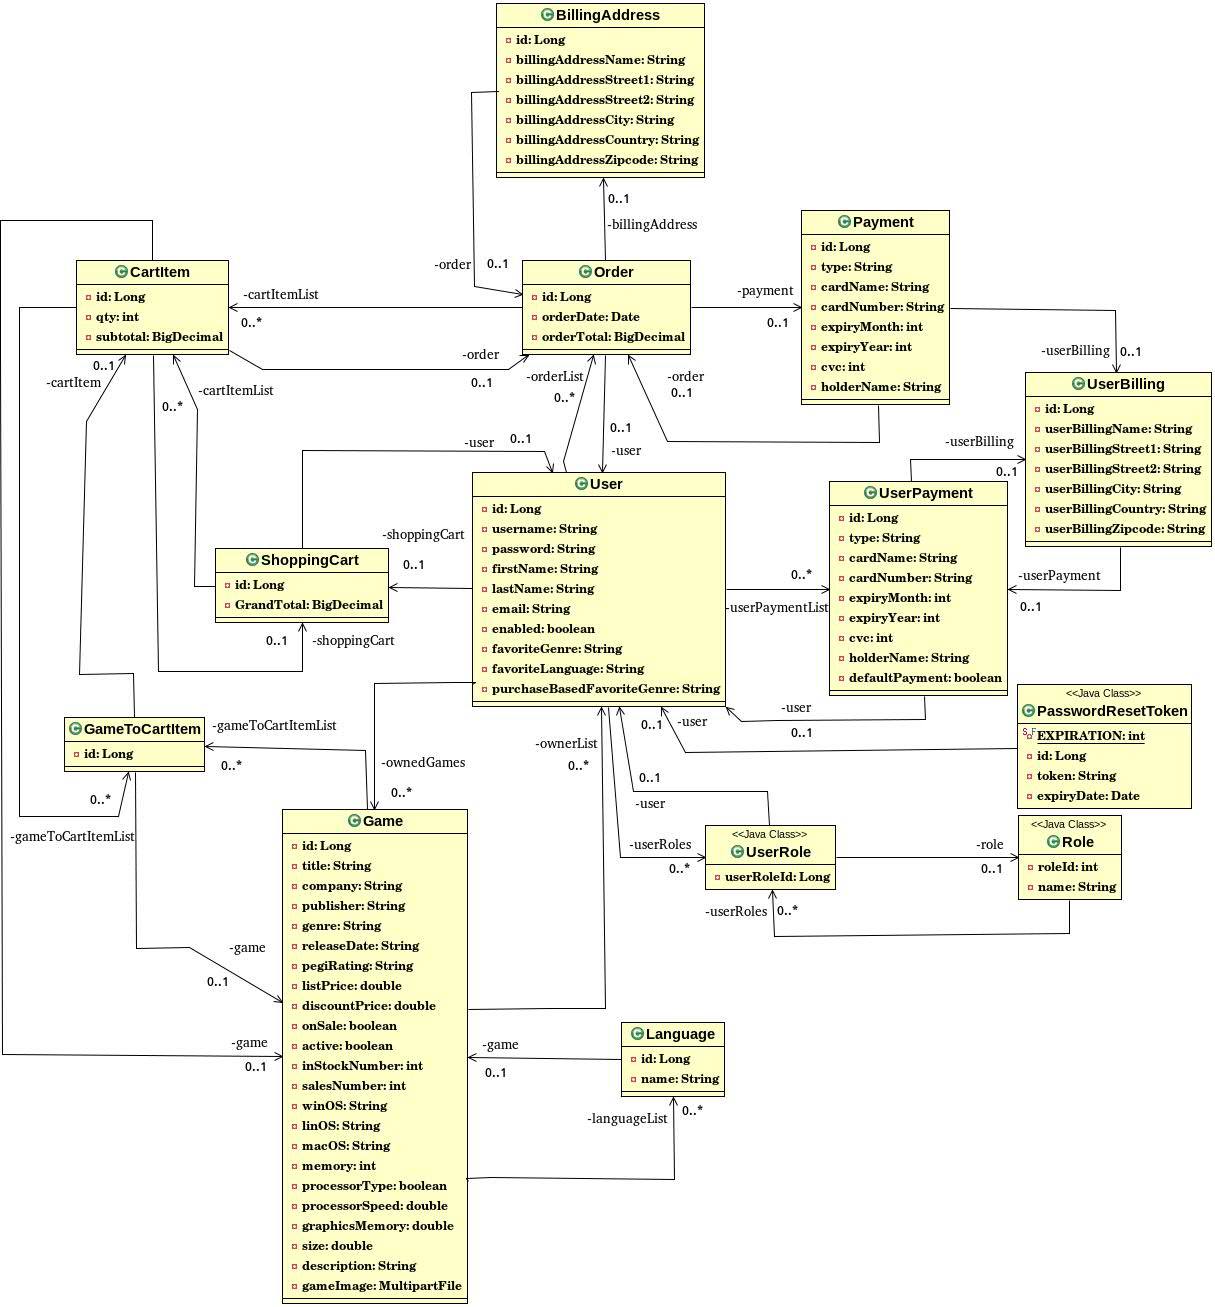 BillingAddress
id: Long
billingAddressName: String
billingAddressStreet1: String
billingAddressStreet2: String
billingAddressCity: String
billingAddressCountry: String
billingAddressZipcode: String
0..1
-billingAddress
-order
0..1
CartItem
id: Long
qty: int
subtotal: BigDecimal
-cartItemList
0..*
Order
id: Long
orderDate: Date
orderTotal: BigDecimal
-payment
0..1
Payment
id: Long
type: String
cardName: String
cardNumber: String
expiryMonth: int
expiryYear: int
cvc: int
holderName: String
-order
0..1
-userBilling
0..1
0..1
-cartItem
0..*
-cartItemList
-orderList
0..*
0..1
-user
-order
0..1
UserBilling
id: Long
userBillingName: String
userBillingStreet1: String
userBillingStreet2: String
userBillingCity: String
userBillingCountry: String
userBillingZipcode: String
-user
0..1
-userBilling
0..1
User
id: Long
username: String
password: String
firstName: String
lastName: String
email: String
enabled: boolean
favoriteGenre: String
favoriteLanguage: String
purchaseBasedFavoriteGenre: String
UserPayment
id: Long
type: String
cardName: String
cardNumber: String
expiryMonth: int
expiryYear: int
cvc: int
holderName: String
defaultPayment: boolean
-shoppingCart
0..1
ShoppingCart
id: Long
GrandTotal: BigDecimal
0..1
-shoppingCart
0..*
-userPaymentList
-userPayment
0..1
-user
0..1
0..1
-user
<<Java Class>>
PasswordResetToken
S,F
EXPIRATION: int
id: Long
token: String
expiryDate: Date
GameToCartItem
id: Long
-gameToCartItemList
0..*
-ownedGames
0..*
-ownerList
0..*
0..1
-user
0..*
-gameToCartItemList
-userRoles
0..*
<<Java Class>>
UserRole
userRoleId: Long
-role
0..1
<<Java Class>>
Role
roleId: int
name: String
-userRoles
0..*
Game
id: Long
title: String
company: String
publisher: String
genre: String
releaseDate: String
pegiRating: String
listPrice: double
discountPrice: double
onSale: boolean
active: boolean
inStockNumber: int
salesNumber: int
winOS: String
linOS: String
macOS: String
memory: int
processorType: boolean
processorSpeed: double
graphicsMemory: double
size: double
description: String
gameImage: MultipartFile
-game
0..1
-game
0..1
-game
0..1
Language
id: Long
name: String
-languageList
0..*